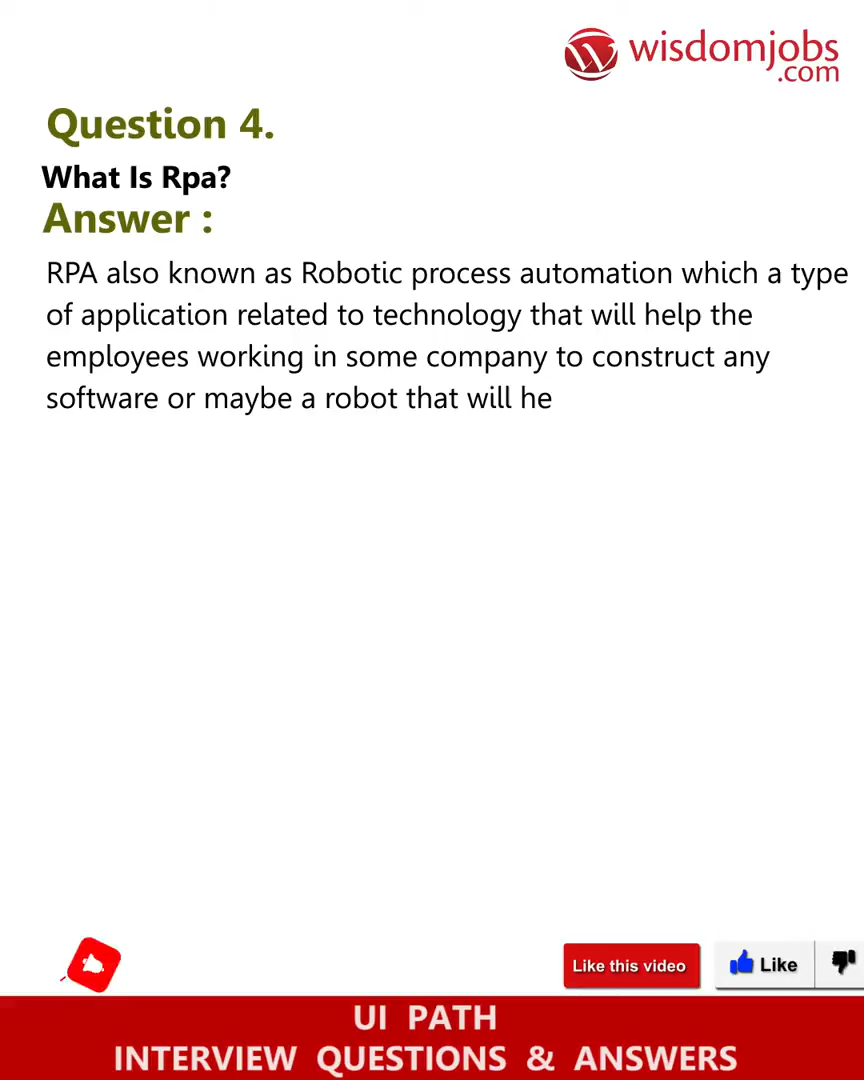 wisdomjobs
.com
Question 4.
What Is Rpa?
Answer :
RPA also known as Robotic process automation which a type
of application related to technology that will help the
employees working in some company to construct any
software or maybe a robot that will he
Like this video
Like
UI PATH
INTERVIEW QUESTIONS & ANSWERS